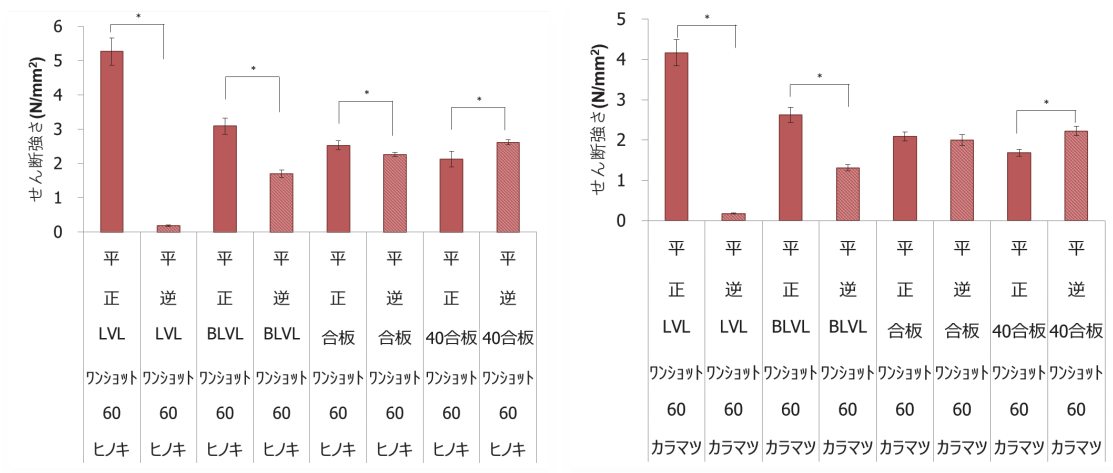 せん断強さ(N/mm²)
6
5
4
3
2
1
0
*
*
*
*
平 平 平 平 平 平 平 平
正 逆 正 逆 正 逆 正 逆
LVL LVL BLVL BLVL 合板 合板 40合板 40合板
ﾜﾝｼｮｯﾄ ﾜﾝｼｮｯﾄ ﾜﾝｼｮｯﾄ ﾜﾝｼｮｯﾄ ﾜﾝｼｮｯﾄ ﾜﾝｼｮｯﾄ ﾜﾝｼｮｯﾄ ﾜﾝｼｮｯﾄ
60 60 60 60 60 60 60 60
ヒノキ ヒノキ ヒノキ ヒノキ ヒノキ ヒノキ ヒノキ ヒノキ
せん断強さ(N/mm²)
5
4
3
2
1
0
*
*
*
平 平 平 平 平 平 平 平
正 逆 正 逆 正 逆 正 逆
LVL LVL BLVL BLVL 合板 合板 40合板 40合板
ﾜﾝｼｮｯﾄ ﾜﾝｼｮｯﾄ ﾜﾝｼｮｯﾄ ﾜﾝｼｮｯﾄ ﾜﾝｼｮｯﾄ ﾜﾝｼｮｯﾄ ﾜﾝｼｮｯﾄ ﾜﾝｼｮｯﾄ
60 60 60 60 60 60 60 60
カラマツ カラマツ カラマツ カラマツ カラマツ カラマツ カラマツ カラマツ